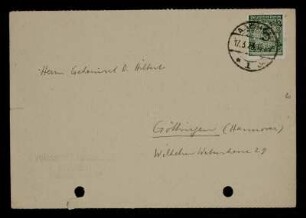 Herrn Geheimrat D. Hilbert
Göttingen (Hannover)
Wilhelm Weberstrasse 29